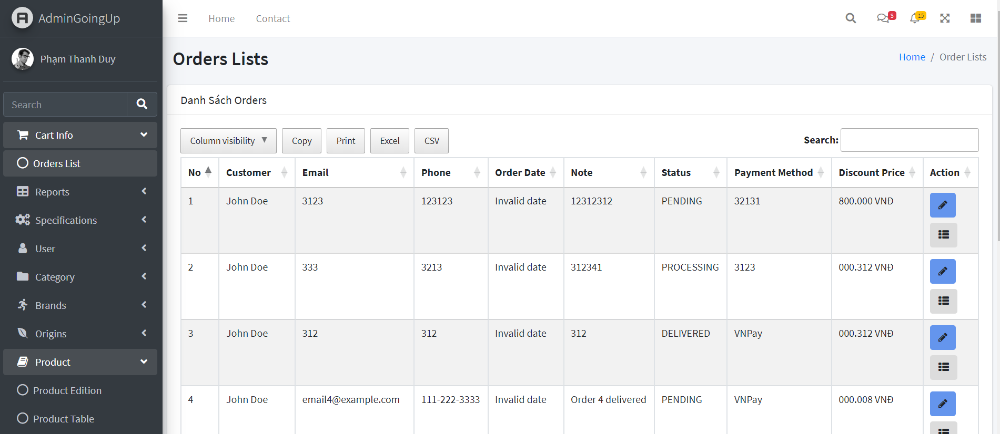 AdminGoingUp
Home
Contact
3
15
Phạm Thanh Duy
Orders Lists
Home / Order Lists
Search
Cart Info
Orders List
Reports
Specifications
User
Category
Brands
Origins
Product
Product Edition
Product Table
Danh Sách Orders
Column visibility ▼
Copy
Print
Excel
CSV
Search:
No Customer Email Phone Order Date Note Status Payment Method Discount Price Action
1 John Doe 3123 123123 Invalid date 12312312 PENDING 32131 800.000 VNĐ
2 John Doe 333 3213 Invalid date 312341 PROCESSING 3123 000.312 VNĐ
3 John Doe 312 312 Invalid date 312 DELIVERED VNPay 000.312 VNĐ
4 John Doe email4@example.com 111-222-3333 Invalid date Order 4 delivered PENDING VNPay 000.008 VNĐ